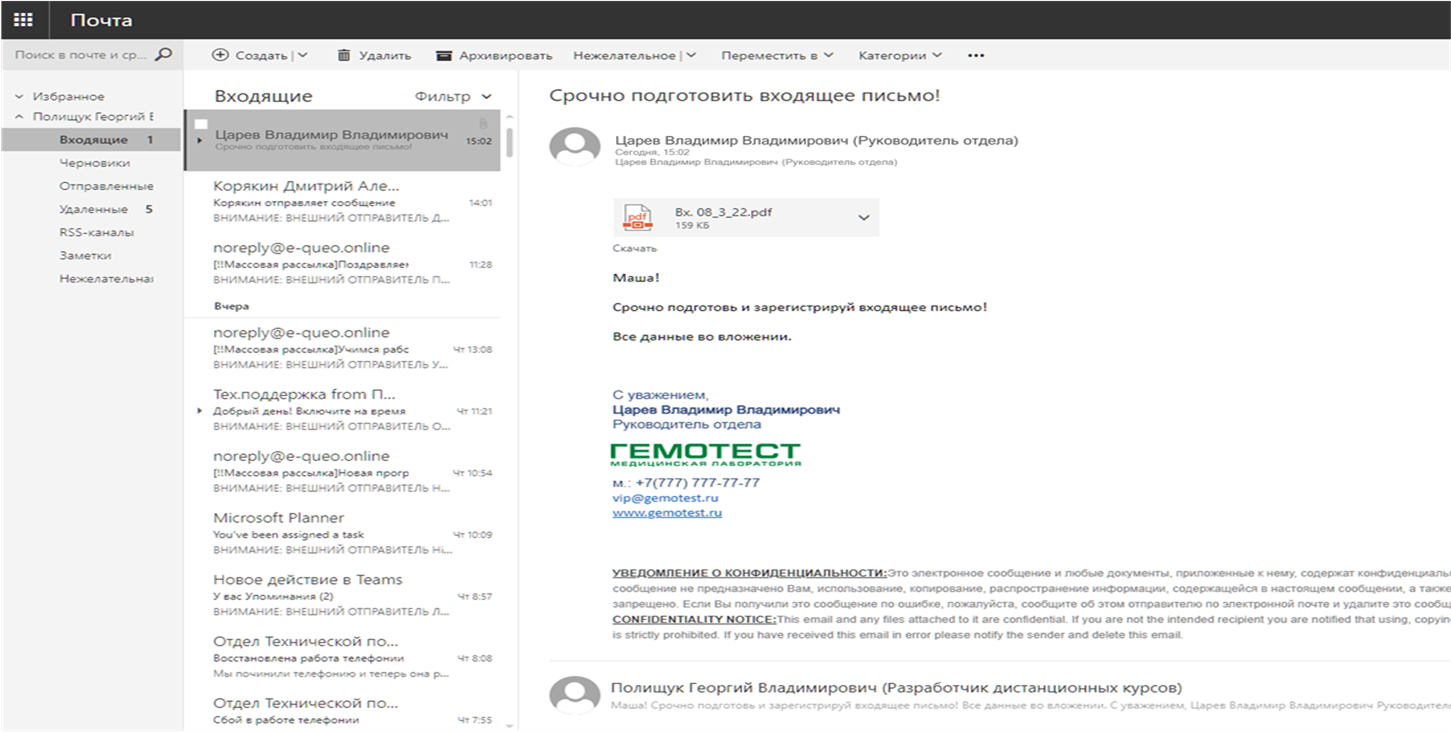 Почта
Поиск в почте и ср...
Создать
Удалить
Архивировать
Нежелательное
Переместить в
Категории
Избранное
Полищук Георгий В
Входящие 1
Черновики
Отправленные
Удаленные 5
RSS-каналы
Заметки
Нежелательная
Входящие
Фильтр
Царев Владимир Владимирович
Срочно подготовить входящее письмо!
15:02
Корякин Дмитрий Але...
Корякин отправляет сообщение 14:01
ВНИМАНИЕ: ВНЕШНИЙ ОТПРАВИТЕЛЬ Д...
noreply@e-queo.online
[!!Массовая рассылка]Поздравляет 11:28
ВНИМАНИЕ: ВНЕШНИЙ ОТПРАВИТЕЛЬ П...
Вчера
noreply@e-queo.online
[!!Массовая рассылка]Учимся рабс Чт 13:08
ВНИМАНИЕ: ВНЕШНИЙ ОТПРАВИТЕЛЬ У...
Тех.поддержка from П...
Добрый день! Включите на время Чт 11:21
ВНИМАНИЕ: ВНЕШНИЙ ОТПРАВИТЕЛЬ О...
noreply@e-queo.online
[!!Массовая рассылка]Новая прогр Чт 10:54
ВНИМАНИЕ: ВНЕШНИЙ ОТПРАВИТЕЛЬ Н...
Microsoft Planner
You've been assigned a task Чт 10:09
ВНИМАНИЕ: ВНЕШНИЙ ОТПРАВИТЕЛЬ Hi...
Новое действие в Teams
У вас Упоминания (2) Чт 8:57
ВНИМАНИЕ: ВНЕШНИЙ ОТПРАВИТЕЛЬ Л...
Отдел Технической по...
Восстановлена работа телефонии Чт 8:08
Мы починили телефонию и теперь она р...
Отдел Технической по...
Сбой в работе телефонии Чт 7:55
Срочно подготовить входящее письмо!
Царев Владимир Владимирович (Руководитель отдела)
Сегодня, 15:02
Царев Владимир Владимирович (Руководитель отдела)
pdf
Вх. 08_3_22.pdf
159 КБ
Скачать
Маша!
Срочно подготовь и зарегистрируй входящее письмо!
Все данные во вложении.
С уважением,
Царев Владимир Владимирович
Руководитель отдела
ГЕМОТЕСТ
МЕДИЦИНСКАЯ ЛАБОРАТОРИЯ
м.: +7(777) 777-77-77
vip@gemotest.ru
www.gemotest.ru
УВЕДОМЛЕНИЕ О КОНФИДЕНЦИАЛЬНОСТИ:Это электронное сообщение и любые документы, приложенные к нему, содержат конфиденциаль
сообщение не предназначено Вам, использование, копирование, распространение информации, содержащейся в настоящем сообщении, а также
запрещено. Если Вы получили это сообщение по ошибке, пожалуйста, сообщите об этом отправителю по электронной почте и удалите это сообщ
CONFIDENTIALITY NOTICE:This email and any files attached to it are confidential. If you are not the intended recipient you are notified that using, copyin
is strictly prohibited. If you have received this email in error please notify the sender and delete this email.
Полищук Георгий Владимирович (Разработчик дистанционных курсов)
Маша! Срочно подготовь и зарегистрируй входящее письмо! Все данные во вложении. С уважением, Царев Владимир Владимирович Руководител